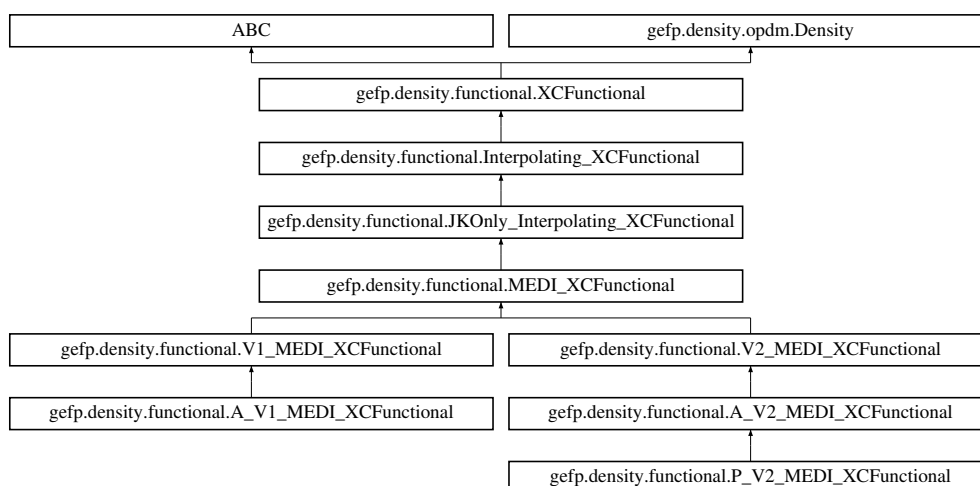 ABC
gefp.density.opdm.Density
gefp.density.functional.XCFunctional
gefp.density.functional.Interpolating_XCFunctional
gefp.density.functional.JKOnly_Interpolating_XCFunctional
gefp.density.functional.MEDI_XCFunctional
gefp.density.functional.V1_MEDI_XCFunctional
gefp.density.functional.V2_MEDI_XCFunctional
gefp.density.functional.A_V1_MEDI_XCFunctional
gefp.density.functional.A_V2_MEDI_XCFunctional
gefp.density.functional.P_V2_MEDI_XCFunctional